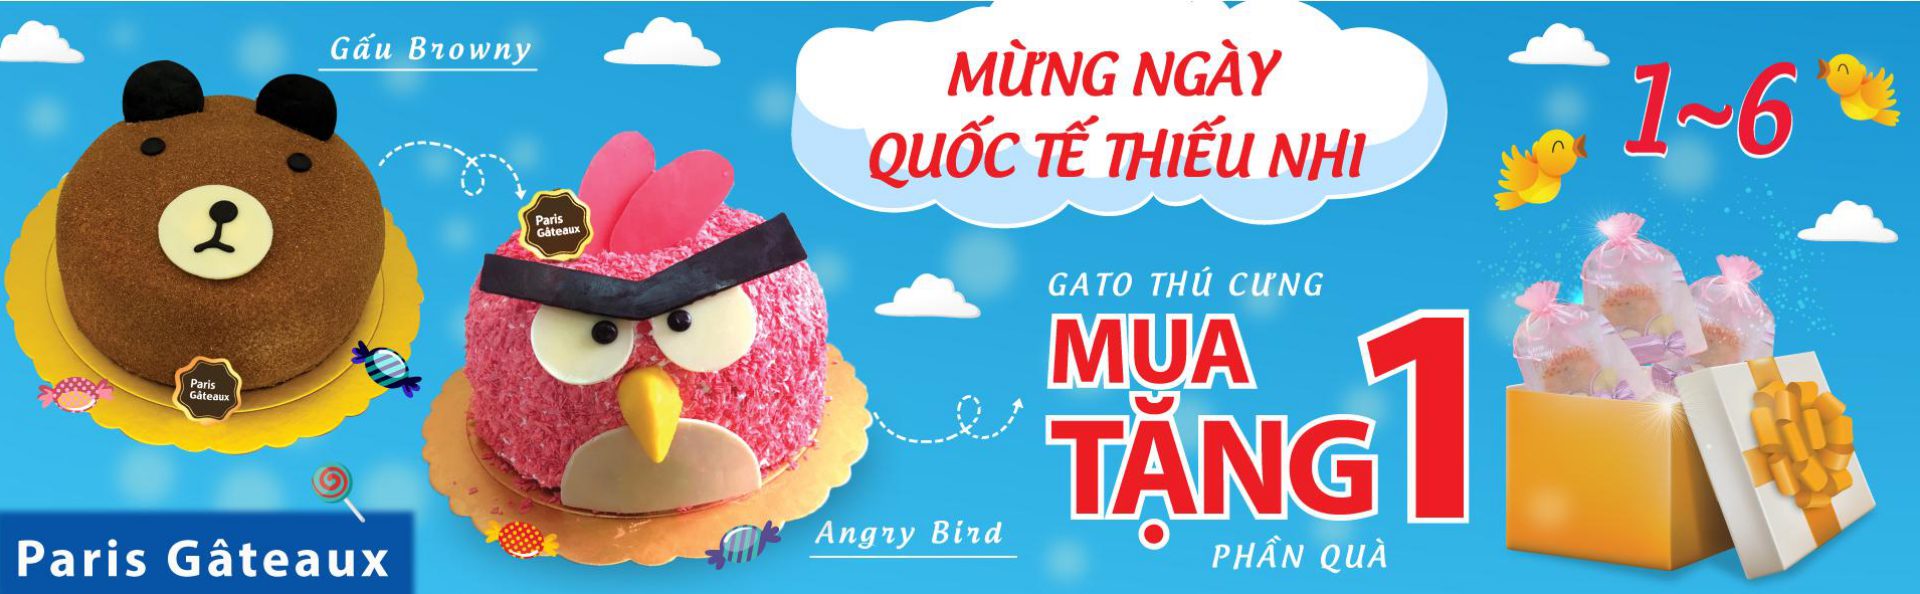 Gấu Browny
MỪNG NGÀY
QUỐC TẾ THIẾU NHI
1~6
Paris
Gâteaux
Paris
Gâteaux
GATO THÚ CƯNG
MUA
TẶNG 1
PHẦN QUÀ
Angry Bird
Paris Gâteaux